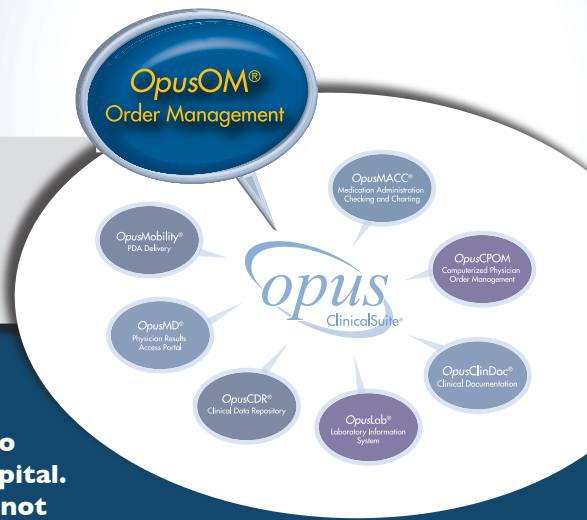 OpusOM®
Order Management
OpusMACC®
Medication Administration
Checking and Charting
OpusMobility®
PDA Delivery
OpusCPOM
Computerized Physician
Order Management
opus
ClinicalSuite®
OpusMD®
Physician Results
Access Portal
OpusClinDoc®
Clinical Documentation
OpusCDR®
Clinical Data Repository
OpusLab®
Laboratory Information
System
o
pital.
not